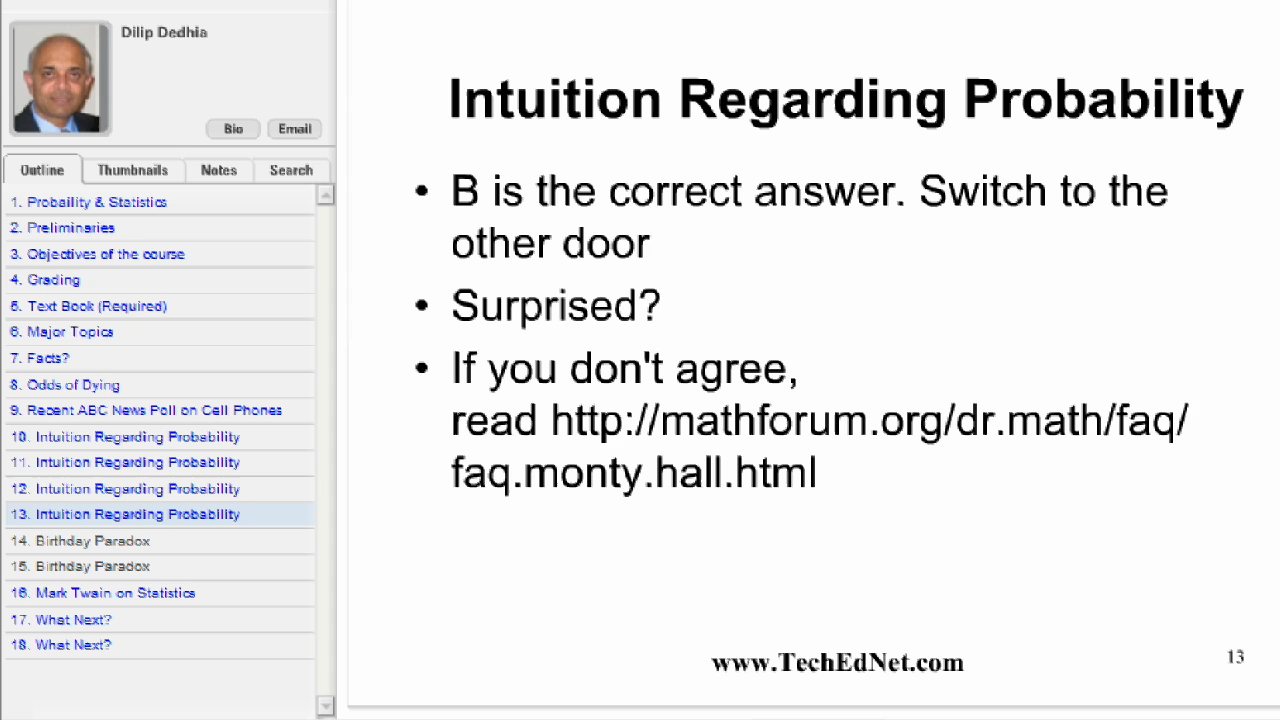 Dilip Dedhia
Bio Email
Outline Thumbnails Notes Search
1. Probaility & Statistics
2. Preliminaries
3. Objectives of the course
4. Grading
5. Text Book (Required)
6. Major Topics
7. Facts?
8. Odds of Dying
9. Recent ABC News Poll on Cell Phones
10. Intuition Regarding Probability
11. Intuition Regarding Probability
12. Intuition Regarding Probability
13. Intuition Regarding Probability
14. Birthday Paradox
15. Birthday Paradox
16. Mark Twain on Statistics
17. What Next?
18. What Next?
Intuition Regarding Probability
• B is the correct answer. Switch to the
other door
• Surprised?
• If you don't agree,
read http://mathforum.org/dr.math/faq/
faq.monty.hall.html
www.TechEdNet.com
13